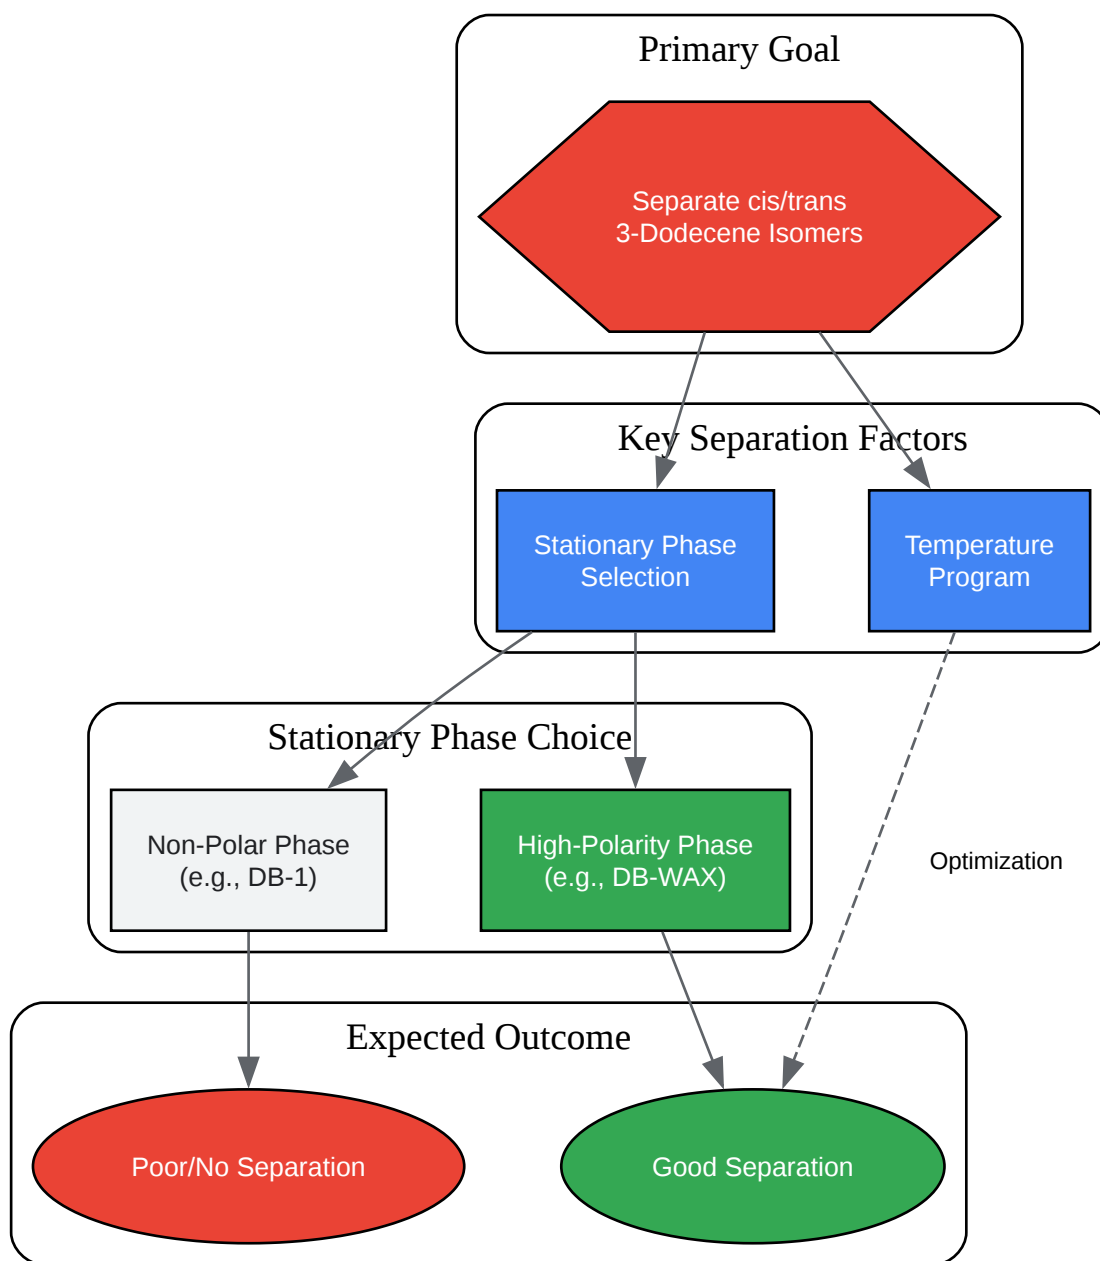 Primary Goal
Separate cis/trans
3-Dodecene Isomers
Key Separation Factors
Stationary Phase
Selection
Temperature
Program
Stationary Phase Choice
Non-Polar Phase
(e.g., DB-1)
High-Polarity Phase
(e.g., DB-WAX)
Optimization
Expected Outcome
Poor/No Separation
Good Separation